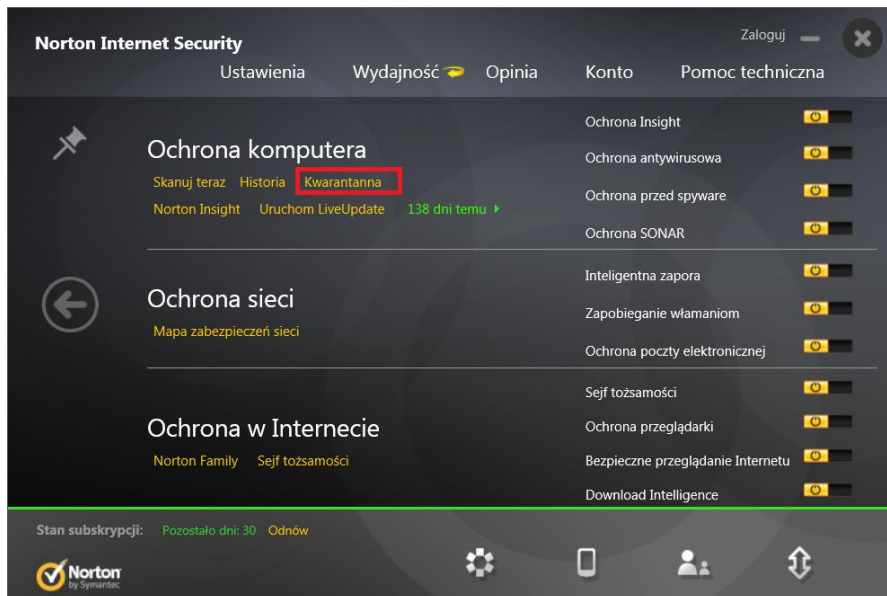 Norton Internet Security
Zaloguj
Ustawienia Wydajność Opinia Konto Pomoc techniczna
Ochrona komputera
Skanuj teraz Historia Kwarantanna
Norton Insight Uruchom LiveUpdate 138 dni temu
Ochrona Insight
Ochrona antywirusowa
Ochrona przed spyware
Ochrona SONAR
Ochrona sieci
Mapa zabezpieczeń sieci
Inteligentna zapora
Zapobieganie włamaniom
Ochrona poczty elektronicznej
Ochrona w Internecie
Norton Family Sejf tożsamości
Sejf tożsamości
Ochrona przeglądarki
Bezpieczne przeglądanie Internetu
Download Intelligence
Stan subskrypcji: Pozostało dni: 30 Odnów
Norton
by Symantec